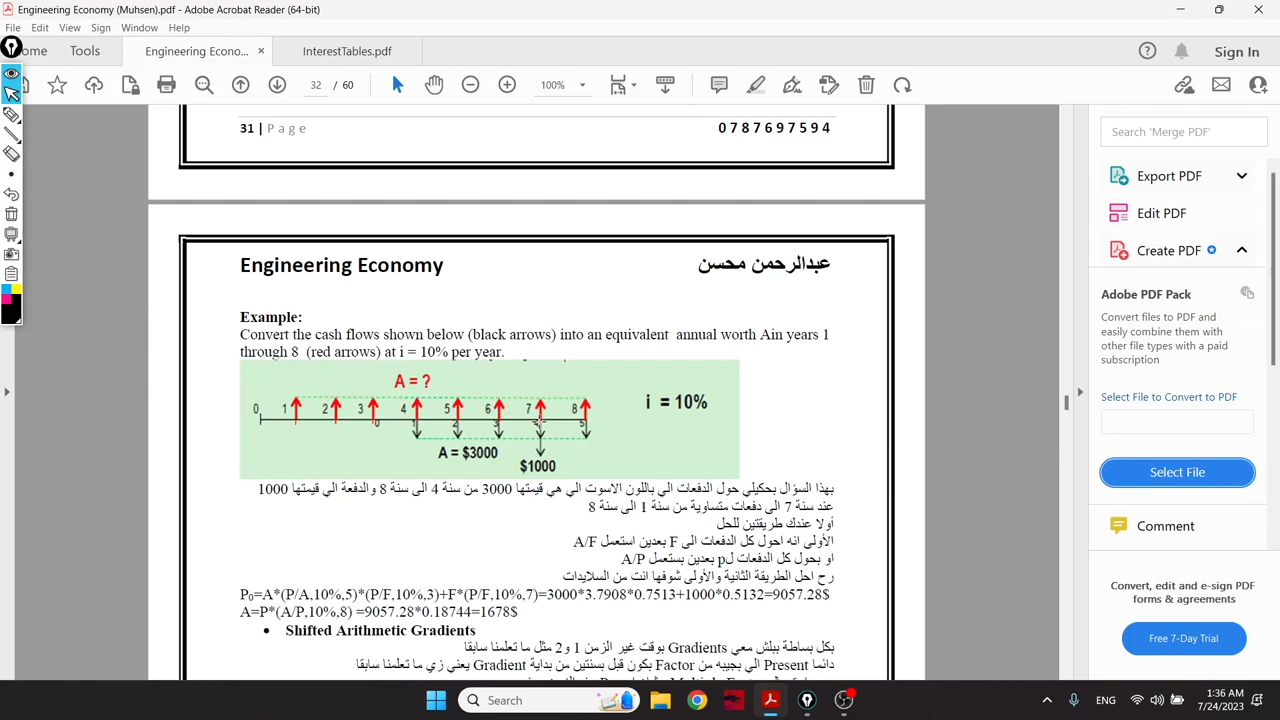 Engineering Economy (Muhsen).pdf - Adobe Acrobat Reader (64-bit)
File Edit View Sign Window Help
ome Tools Engineering Econo... × InterestTables.pdf Sign In
32 / 60 100%
31 | Page 0787697594
Search 'Merge PDF'
Export PDF
Edit PDF
Create PDF
Adobe PDF Pack
Convert files to PDF and
easily combine them with
other file types with a paid
subscription
Select File to Convert to PDF
Select File
Comment
Convert, edit and e-sign PDF
forms & agreements
Free 7-Day Trial
Engineering Economy عبدالرحمن محسن
Example:
Convert the cash flows shown below (black arrows) into an equivalent annual worth Ain years 1
through 8 (red arrows) at i = 10% per year.
A = ?
0 1 2 3 4 5 6 7 8
i = 10%
0 1 2 3 5
A = $3000
$1000
بهذا السؤال بحكيلي حول الدفعات الي باللون الاسوت الي هي قيمتها 3000 من سنة 4 الى سنة 8 والدفعة الي قيمتها 1000
عند سنة 7 الى دفعات متساوية من سنة 1 الى سنة 8
أولا عندك طريقتين للحل
الأولى انه احول كل الدفعات الى F بعدين استعمل A/F
او بحول كل الدفعات لp بعدين بستعمل A/P
رح احل الطريقة الثانية والأولى شوفها انت من السلايدات
P₀=A*(P/A,10%,5)*(P/F,10%,3)+F*(P/F,10%,7)=3000*3.7908*0.7513+1000*0.5132=9057.28$
A=P*(A/P,10%,8) =9057.28*0.18744=1678$
• Shifted Arithmetic Gradients
بكل بساطة ببلش معي Gradients بوقت غير الزمن 1 و 2 مثل ما تعلمنا سابقا
دائما Present الي بجيبه من Factor بكون قبل بسنتين من بداية Gradient يعني زي ما تعلمنا سابقا
Search
ENG
1:36 AM
7/24/2023